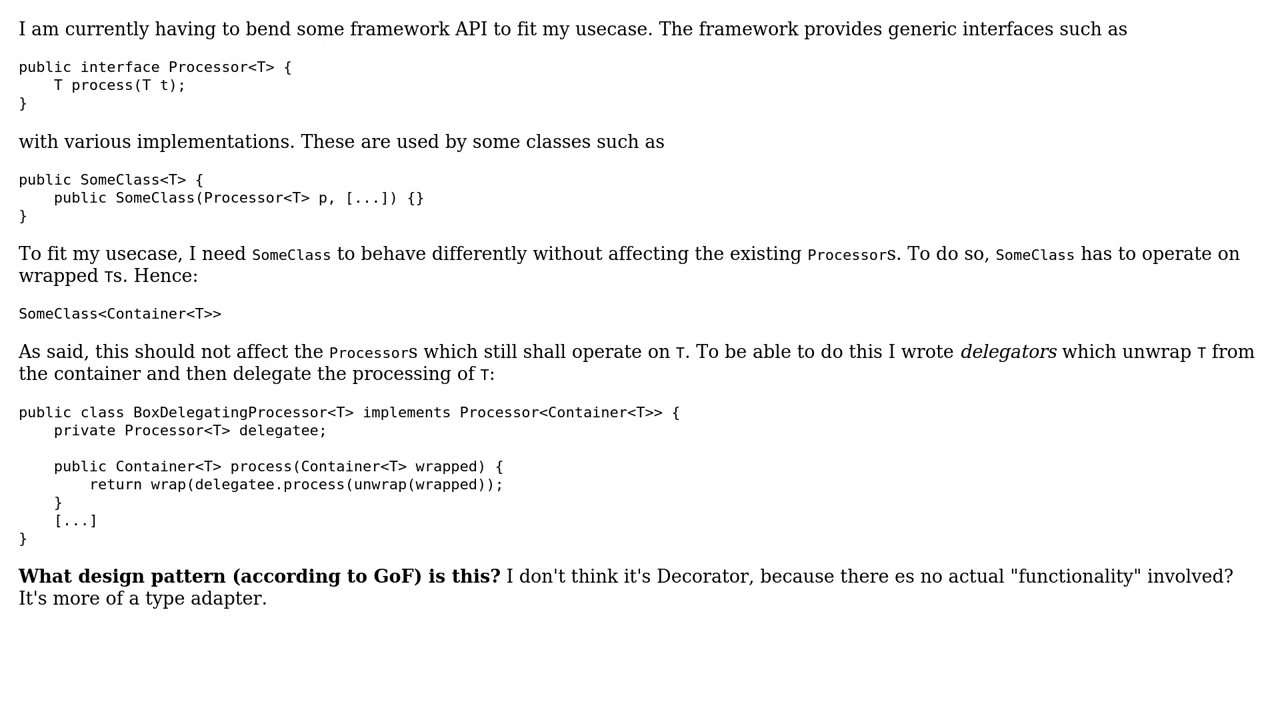 I am currently having to bend some framework API to fit my usecase. The framework provides generic interfaces such as
public interface Processor<T> {
    T process(T t);
}
with various implementations. These are used by some classes such as
public SomeClass<T> {
    public SomeClass(Processor<T> p, [...]) {}
}
To fit my usecase, I need SomeClass to behave differently without affecting the existing Processors. To do so, SomeClass has to operate on
wrapped Ts. Hence:
SomeClass<Container<T>>
As said, this should not affect the Processors which still shall operate on T. To be able to do this I wrote delegators which unwrap T from
the container and then delegate the processing of T:
public class BoxDelegatingProcessor<T> implements Processor<Container<T>> {
    private Processor<T> delegatee;
    public Container<T> process(Container<T> wrapped) {
        return wrap(delegatee.process(unwrap(wrapped));
    }
    [...]
}
What design pattern (according to GoF) is this? I don't think it's Decorator, because there es no actual "functionality" involved?
It's more of a type adapter.